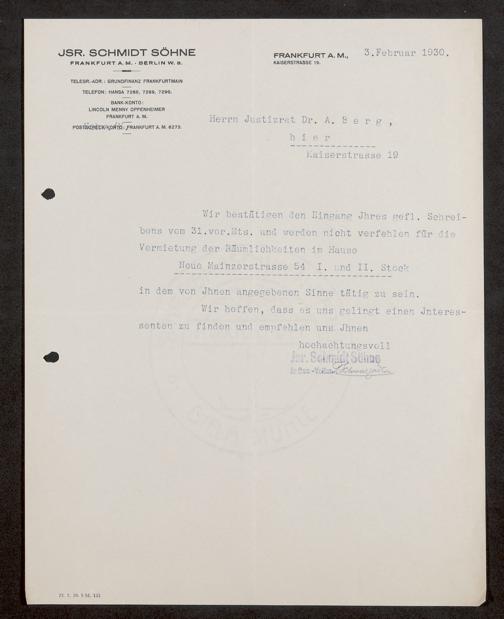 JSR. SCHMIDT SÖHNE
FRANKFURT A. M. · BERLIN W. 8.
TELEGR.-ADR.: GRUNDFINANZ FRANKFURTMAIN
TELEFON: HANSA 7288, 7289, 7290.
BANK-KONTO:
LINCOLN MENNY OPPENHEIMER
FRANKFURT A. M.
POSTSCHECK-KONTO: FRANKFURT A. M. 6273.
FRANKFURT A. M., 3. Februar 1930.
KAISERSTRASSE 19.
Herrn Justizrat Dr. A. Berg,
hier
Kaiserstrasse 19
Wir bestätigen den Eingang Jhres gefl. Schrei-
bens vom 31.vor.Mts. und werden nicht verfehlen für die
Vermietung der Räumlichkeiten im Hause
Neue Mainzerstrasse 54 I. und II. Stock
in dem von Jhnen angegebenen Sinne tätig zu sein.
Wir hoffen, dass es uns gelingt einen Jnteres-
senten zu finden und empfehlen uns Jhnen
hochachtungsvoll
Jsr. Schmidt Söhne